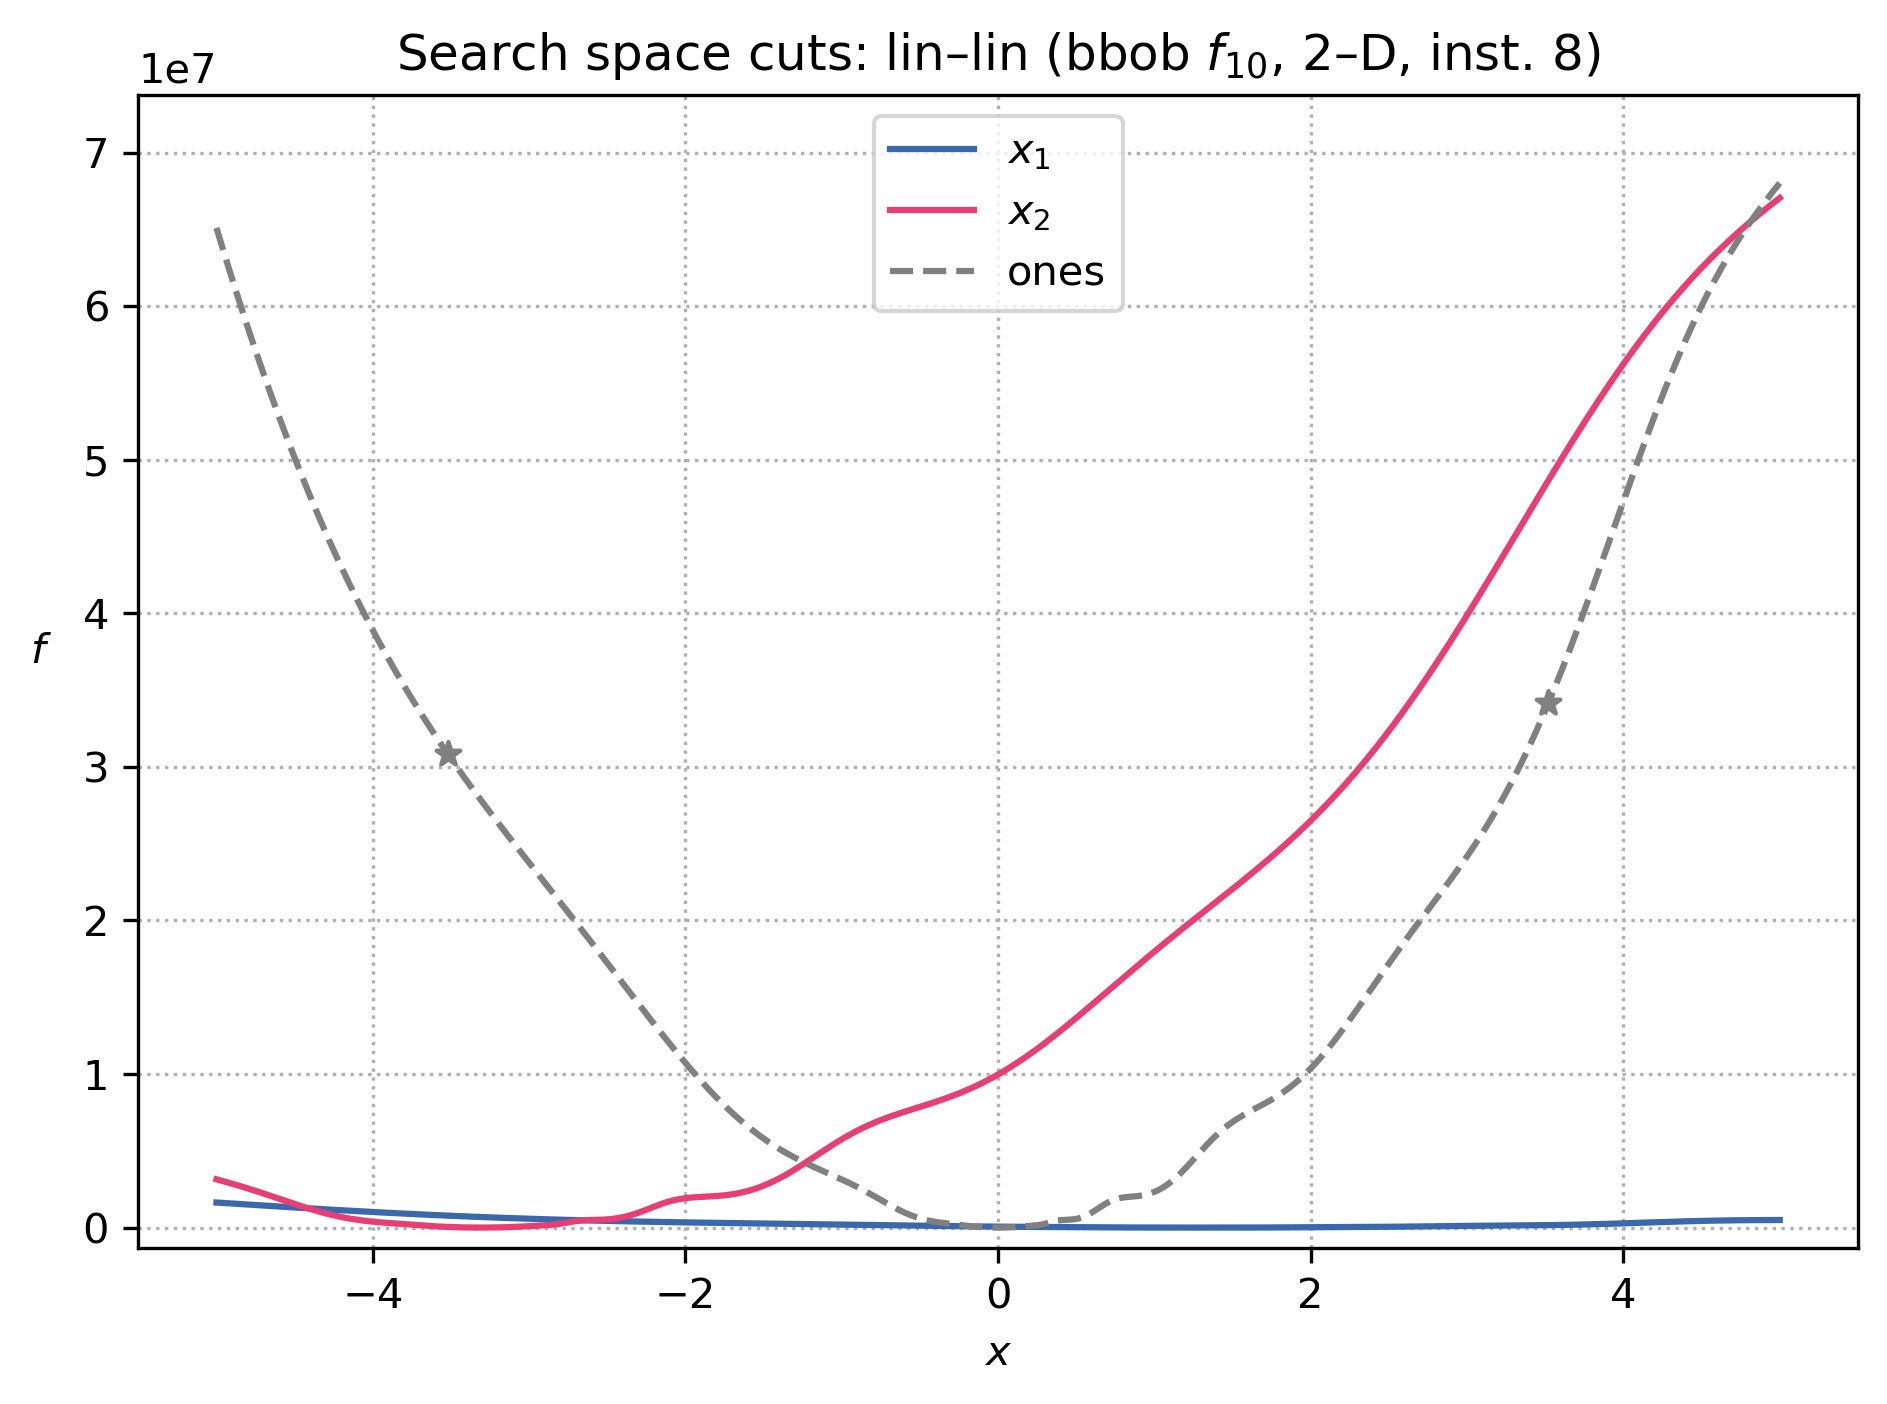 Search space cuts: lin–lin (bbob f₁₀, 2–D, inst. 8)
1e7
x₁
x₂
ones
7
6
5
4
3
2
1
0
f
−4 −2 0 2 4
x